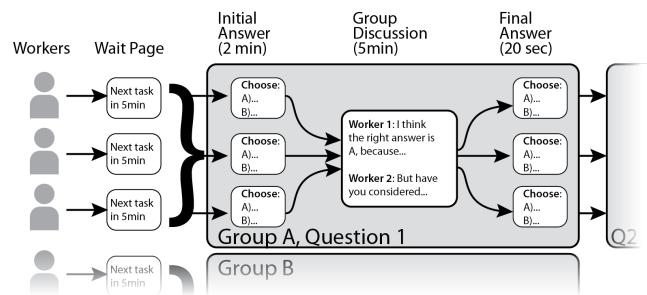 Workers
Wait Page
Initial
Answer
(2 min)
Group
Discussion
(5min)
Final
Answer
(20 sec)
Next task
in 5min
Next task
in 5min
Next task
in 5min
Next task
in 5min
Choose:
A)...
B)...
Choose:
A)...
B)...
Choose:
A)...
B)...
Worker 1: I think
the right answer is
A, because...
Worker 2: But have
you considered...
Choose:
A)...
B)...
Choose:
A)...
B)...
Choose:
A)...
B)...
Group A, Question 1
Q2
Group B